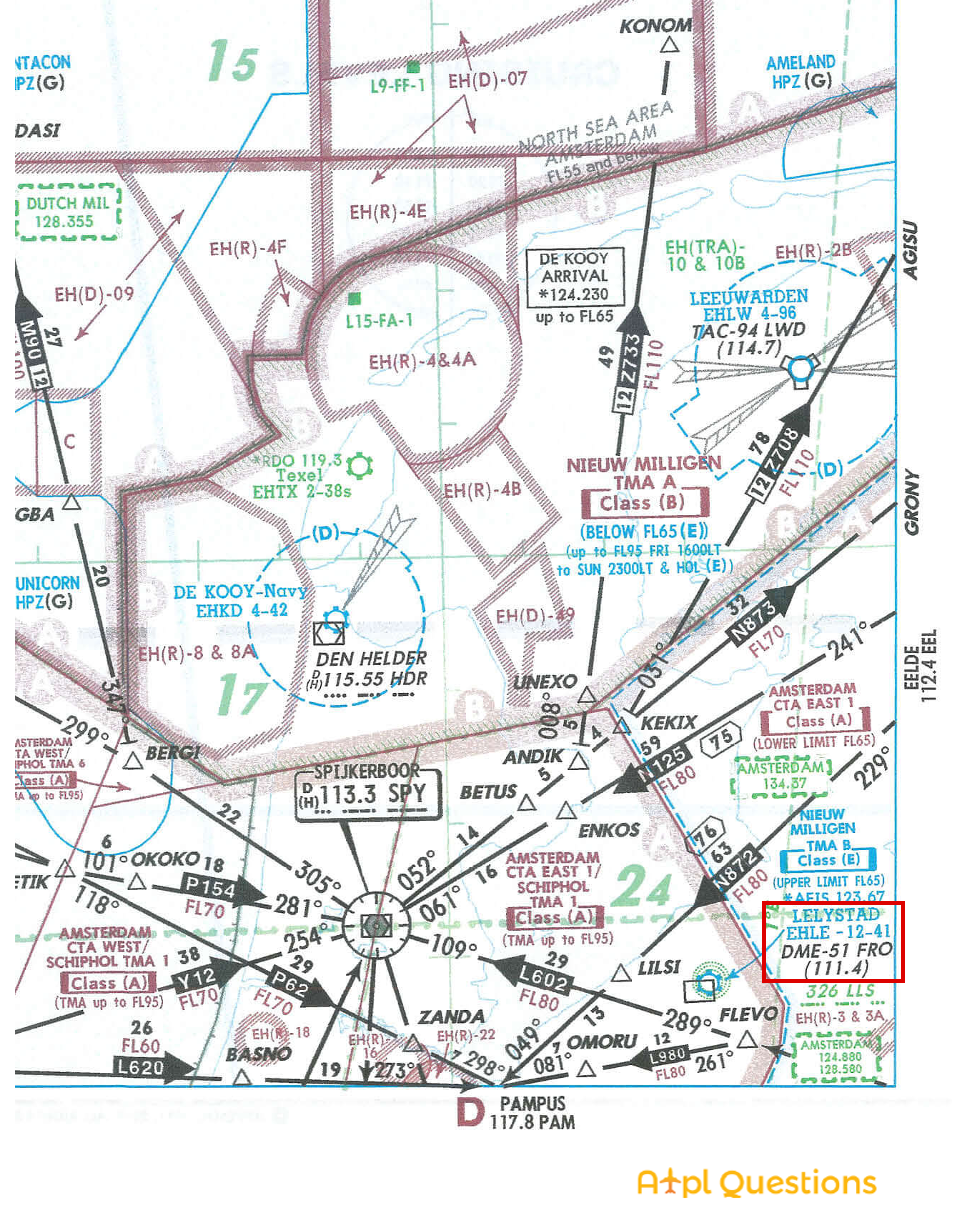 KONOM
15
NTACON
HPZ(G)
L9-FF-1
EH(D)-07
AMELAND
HPZ (G)
DASI
A
NORTH SEA AREA
AMSTERDAM
FL55 and below
DUTCH MIL
128.355
EH(R)-4E
B
EH(R)-4F
DE KOOY
ARRIVAL
*124.230
up to FL65
EH(TRA)-
10 & 10B
EH(R)-2B
AGISU
EH(D)-09
LEEUWARDEN
EHLW 4-96
TAC-94 LWD
(114.7)
L15-FA-1
27
M90 12
EH(R)-4&4A
49
12 Z733
FL110
C
B
A
*RDO 119.3
Texel
EHTX 2-38s
78
12 Z708
FL110
(D)
NIEUW MILLIGEN
TMA A
Class (B)
(BELOW FL65 (E))
(up to FL95 FRI 1600LT
to SUN 2300LT & HOL (E))
EH(R)-4B
GBA
B
A
GRONY
(D)
20
UNICORN
HPZ(G)
DE KOOY-Navy
EHKD 4-42
B
EH(D)-49
32
N873
FL70
A
A
EH(R)-8 & 8A
DEN HELDER
D
(H)115.55 HDR
17
031°
241°
EELDE
112.4 EEL
347°
UNEXO
008°
5
B
AMSTERDAM
CTA EAST 1
Class (A)
(LOWER LIMIT FL65)
299°
BERGI
KEKIX
4
59
75
N125
FL80
ANDIK
AMSTERDAM
134.37
229°
SPIJKERBOOR
D
(H)113.3 SPY
BETUS
5
ENKOS
22
14
NIEUW
MILLIGEN
TMA B
Class (E)
(UPPER LIMIT FL65)
*AFIS 123.67
76
63
N872
FL80
A
6
101°
OKOKO
18
P154
FL70
305°
052°
16
061°
281°
AMSTERDAM
CTA EAST 1/
SCHIPHOL
TMA 1
Class (A)
(TMA up to FL95)
24
ETIK
118°
LELYSTAD
EHLE -12-41
DME-51 FRO
(111.4)
254°
109°
AMSTERDAM
CTA WEST/
SCHIPHOL TMA 1
Class (A)
(TMA up to FL95)
38
Y12
FL70
29
P62
FL70
29
L602
FL80
LILSI
326 LLS
EH(R)-3 & 3A
26
FL60
L620
EH(R)-18
BASNO
EH(R)-
16
ZANDA
EH(R)-22
13
049°
289°
FLEVO
AMSTERDAM
124.880
128.580
19
273°
7
298°
7
081°
OMORU
12
L980
FL80
261°
D PAMPUS
117.8 PAM
Atpl Questions